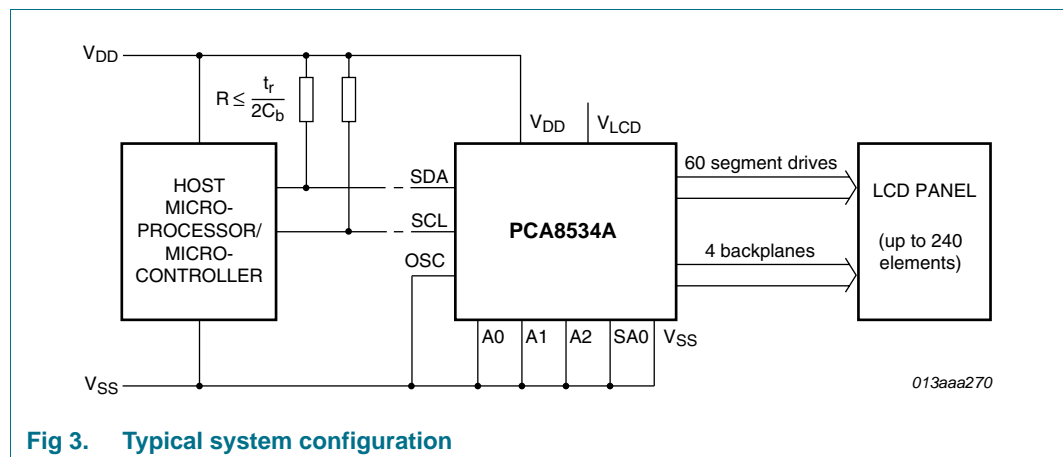 VDD
R ≤ tr
2Cb
VDD
VLCD
HOST
MICRO-
PROCESSOR/
MICRO-
CONTROLLER
SDA
SCL
OSC
PCA8534A
60 segment drives
4 backplanes
LCD PANEL
(up to 240
elements)
A0 A1 A2 SA0 VSS
VSS
013aaa270
Fig 3. Typical system configuration